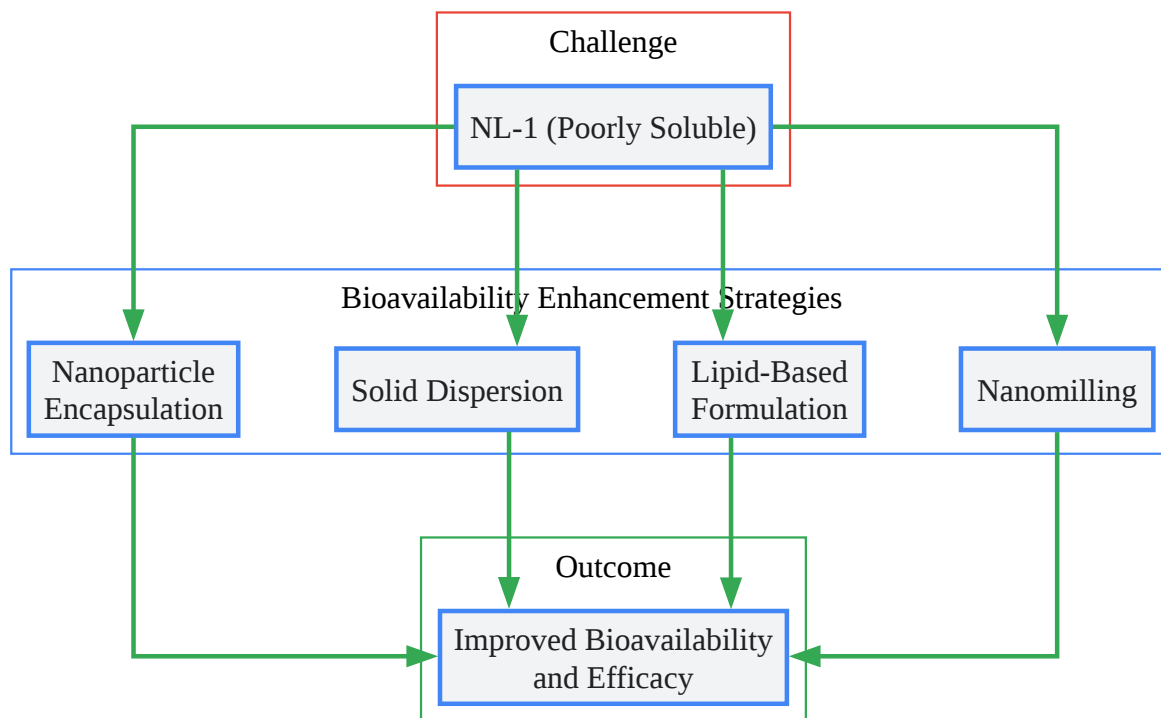 Challenge
NL-1 (Poorly Soluble)
Bioavailability Enhancement Strategies
Nanoparticle
Encapsulation
Solid Dispersion
Lipid-Based
Formulation
Nanomilling
Outcome
Improved Bioavailability
and Efficacy